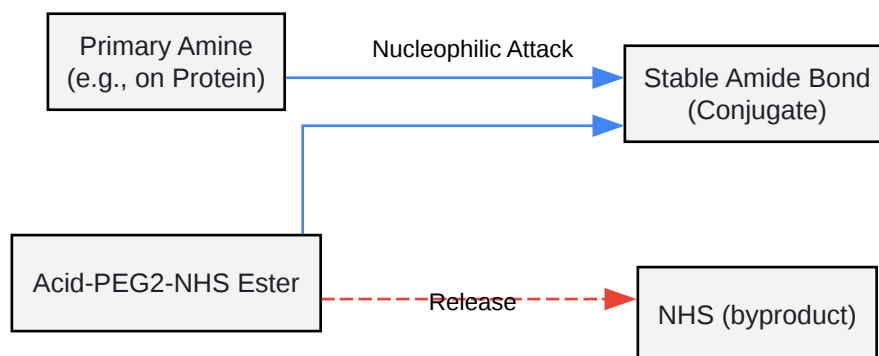 Primary Amine
(e.g., on Protein)
Nucleophilic Attack
Stable Amide Bond
(Conjugate)
Acid-PEG2-NHS Ester
Release
NHS (byproduct)